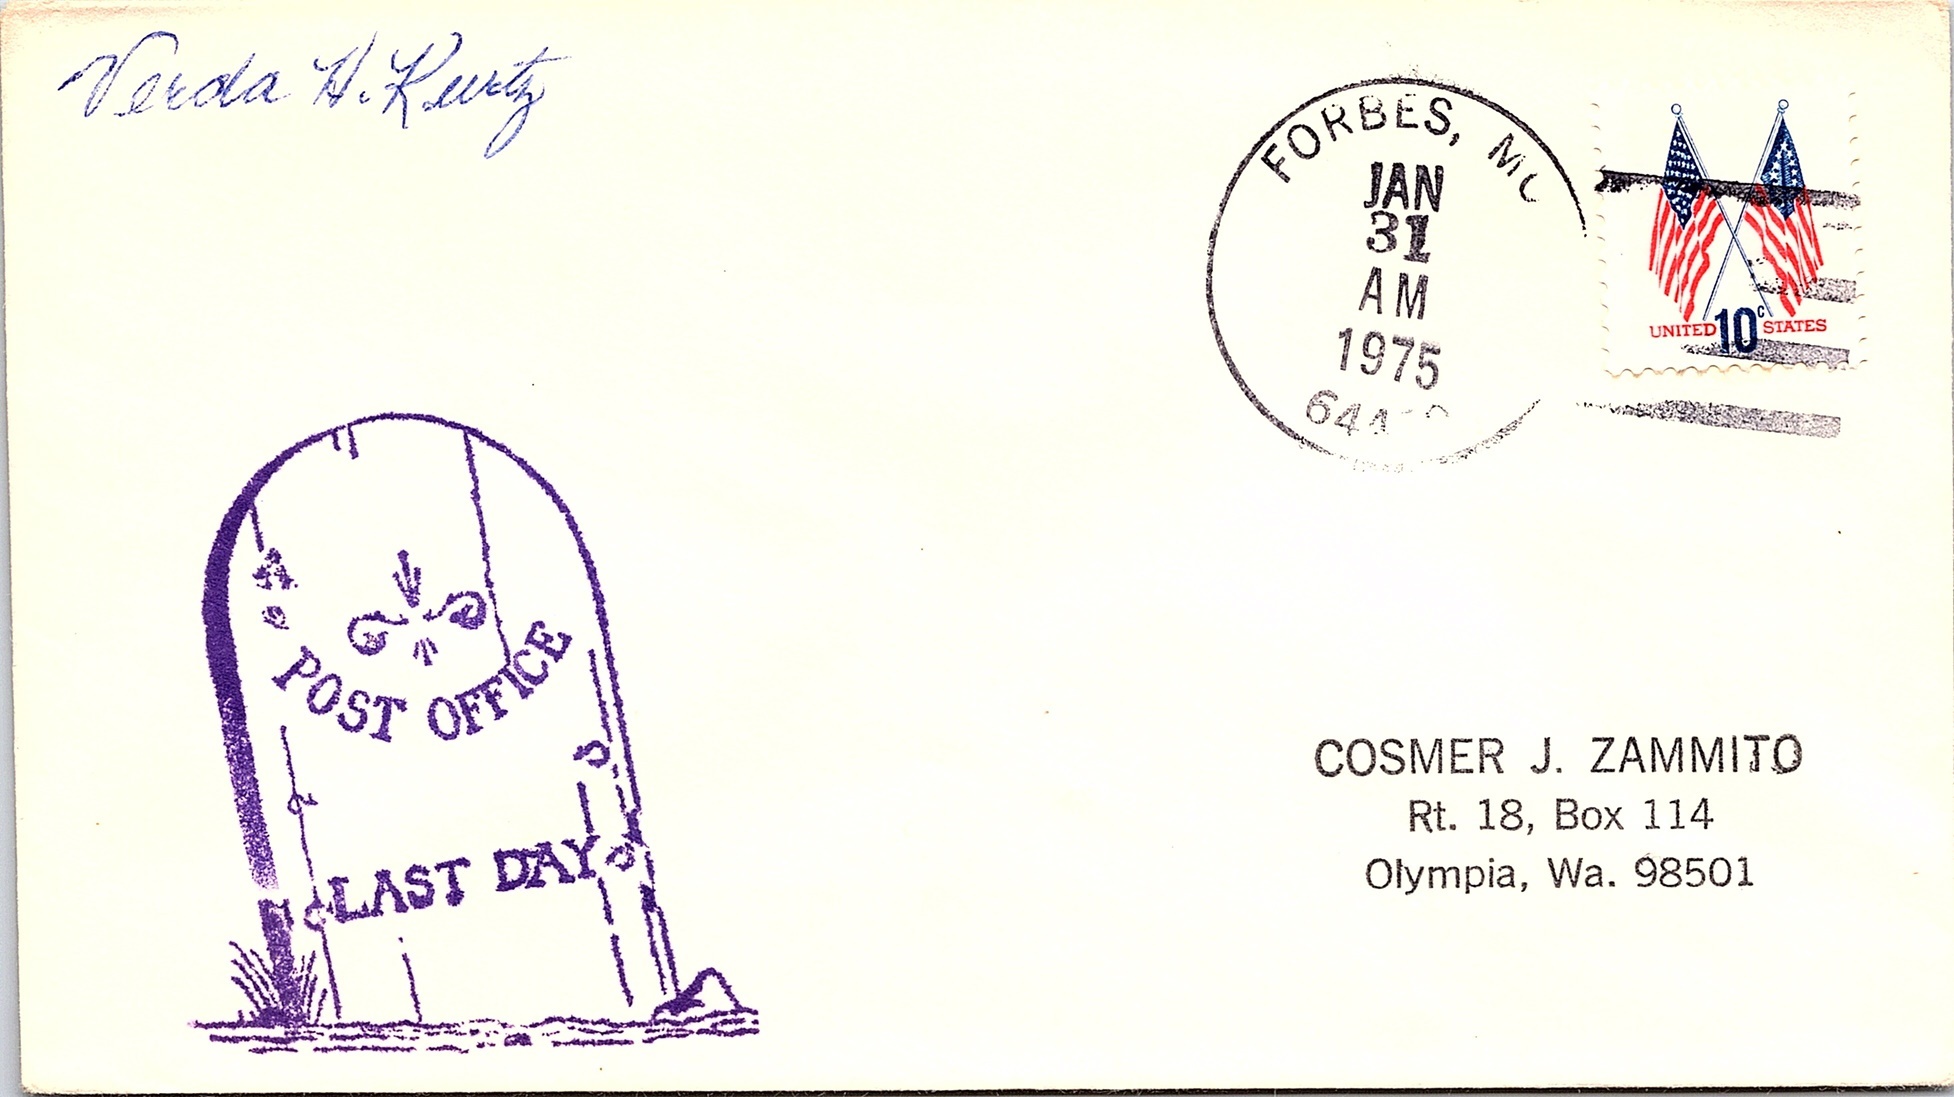 Verda H. Kurtz
FORBES, MO
JAN
31
AM
1975
UNITED 10c STATES
POST OFFICE
LAST DAY
COSMER J. ZAMMITO
Rt. 18, Box 114
Olympia, Wa. 98501